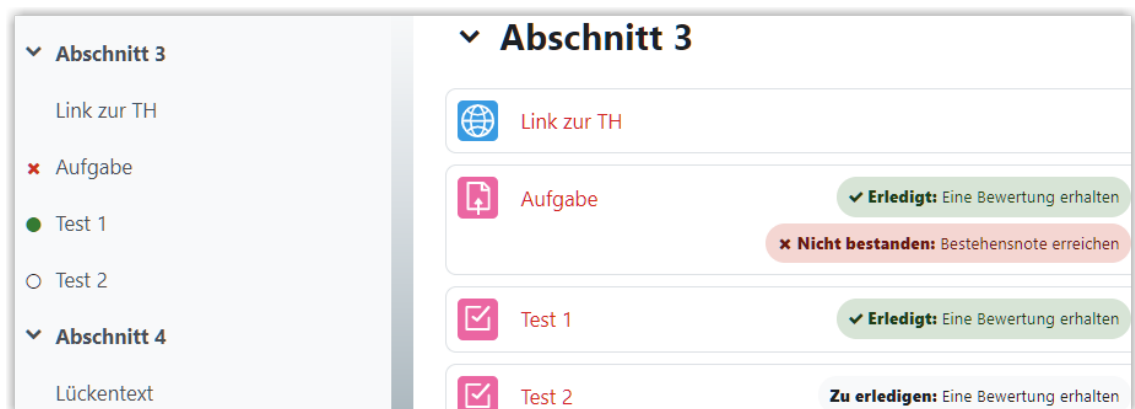 Abschnitt 3
Link zur TH
Aufgabe
Test 1
Test 2
Abschnitt 4
Lückentext
Abschnitt 3
Link zur TH
Aufgabe
Erledigt: Eine Bewertung erhalten
Nicht bestanden: Bestehensnote erreichen
Test 1
Erledigt: Eine Bewertung erhalten
Test 2
Zu erledigen: Eine Bewertung erhalten